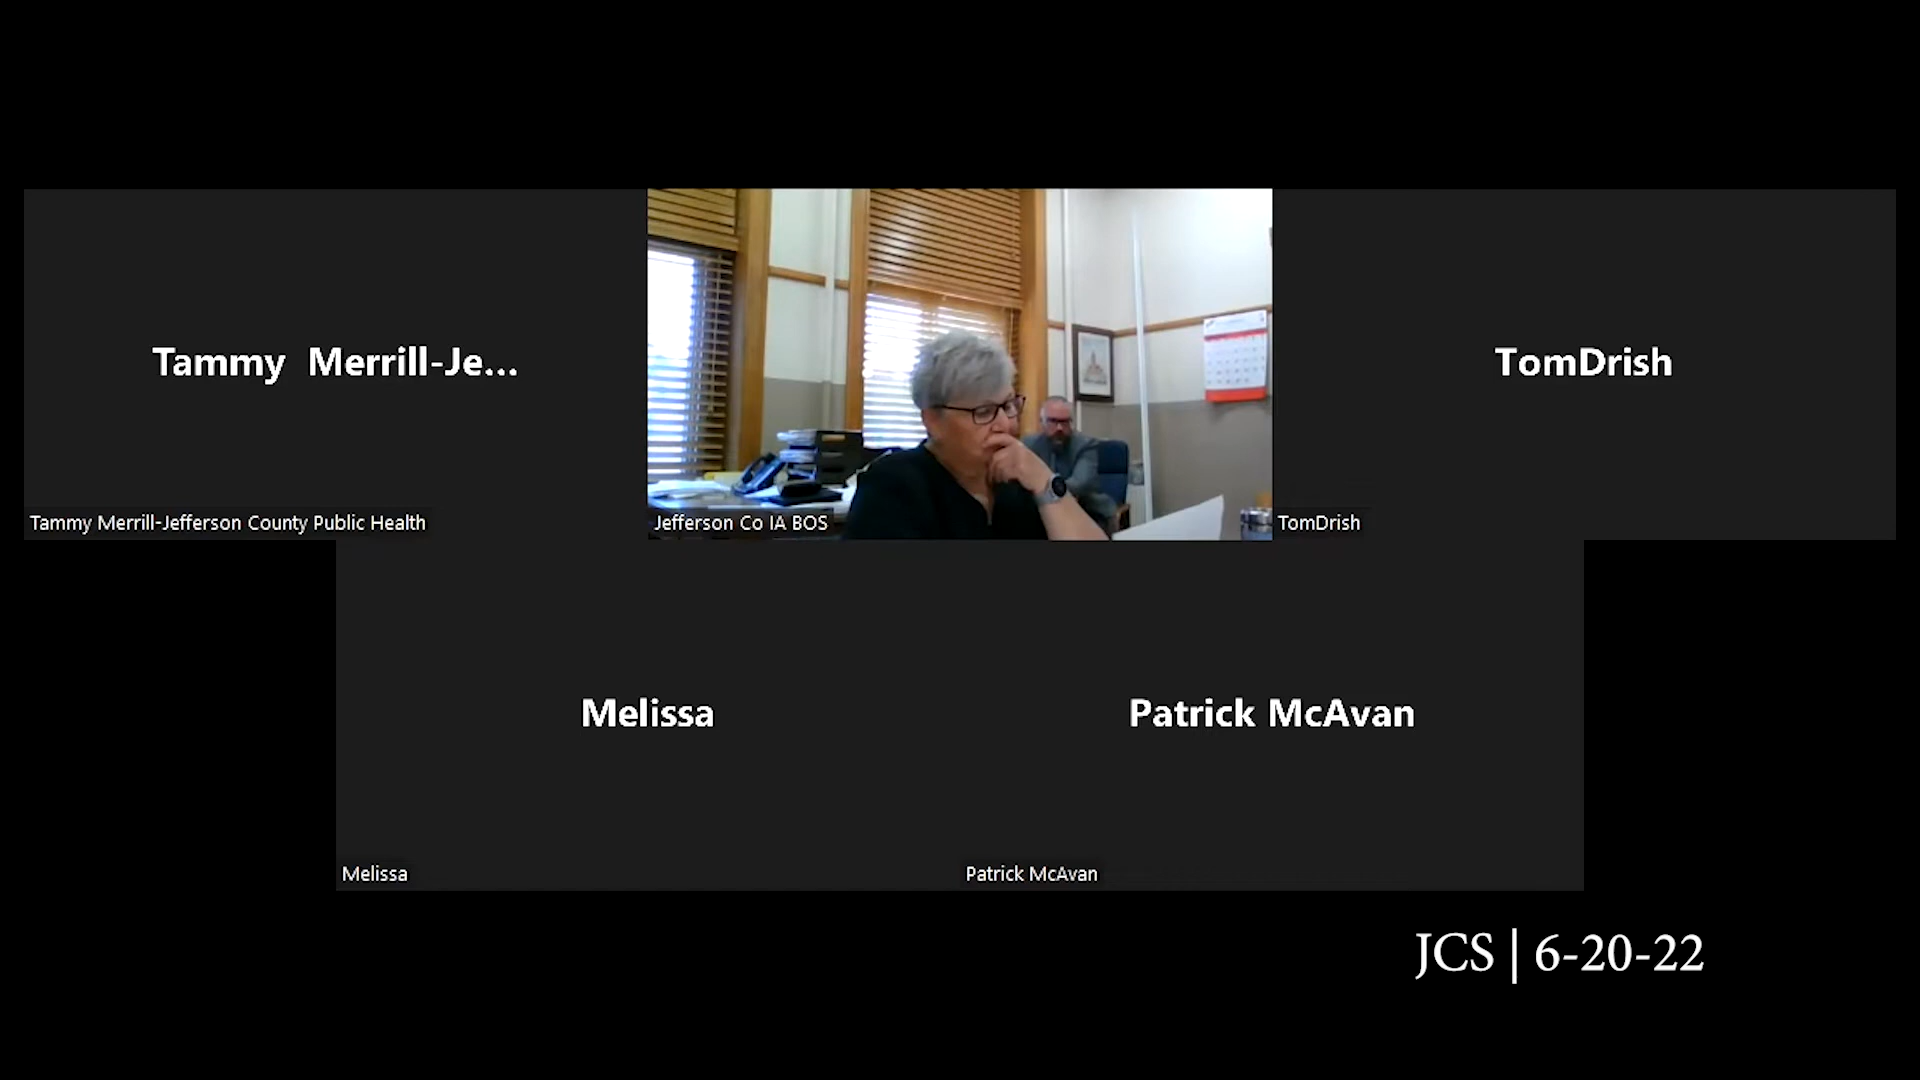 Tammy Merrill-Je...
TomDrish
Tammy Merrill-Jefferson County Public Health
Jefferson Co IA BOS
TomDrish
Melissa
Patrick McAvan
Melissa
Patrick McAvan
JCS | 6-20-22